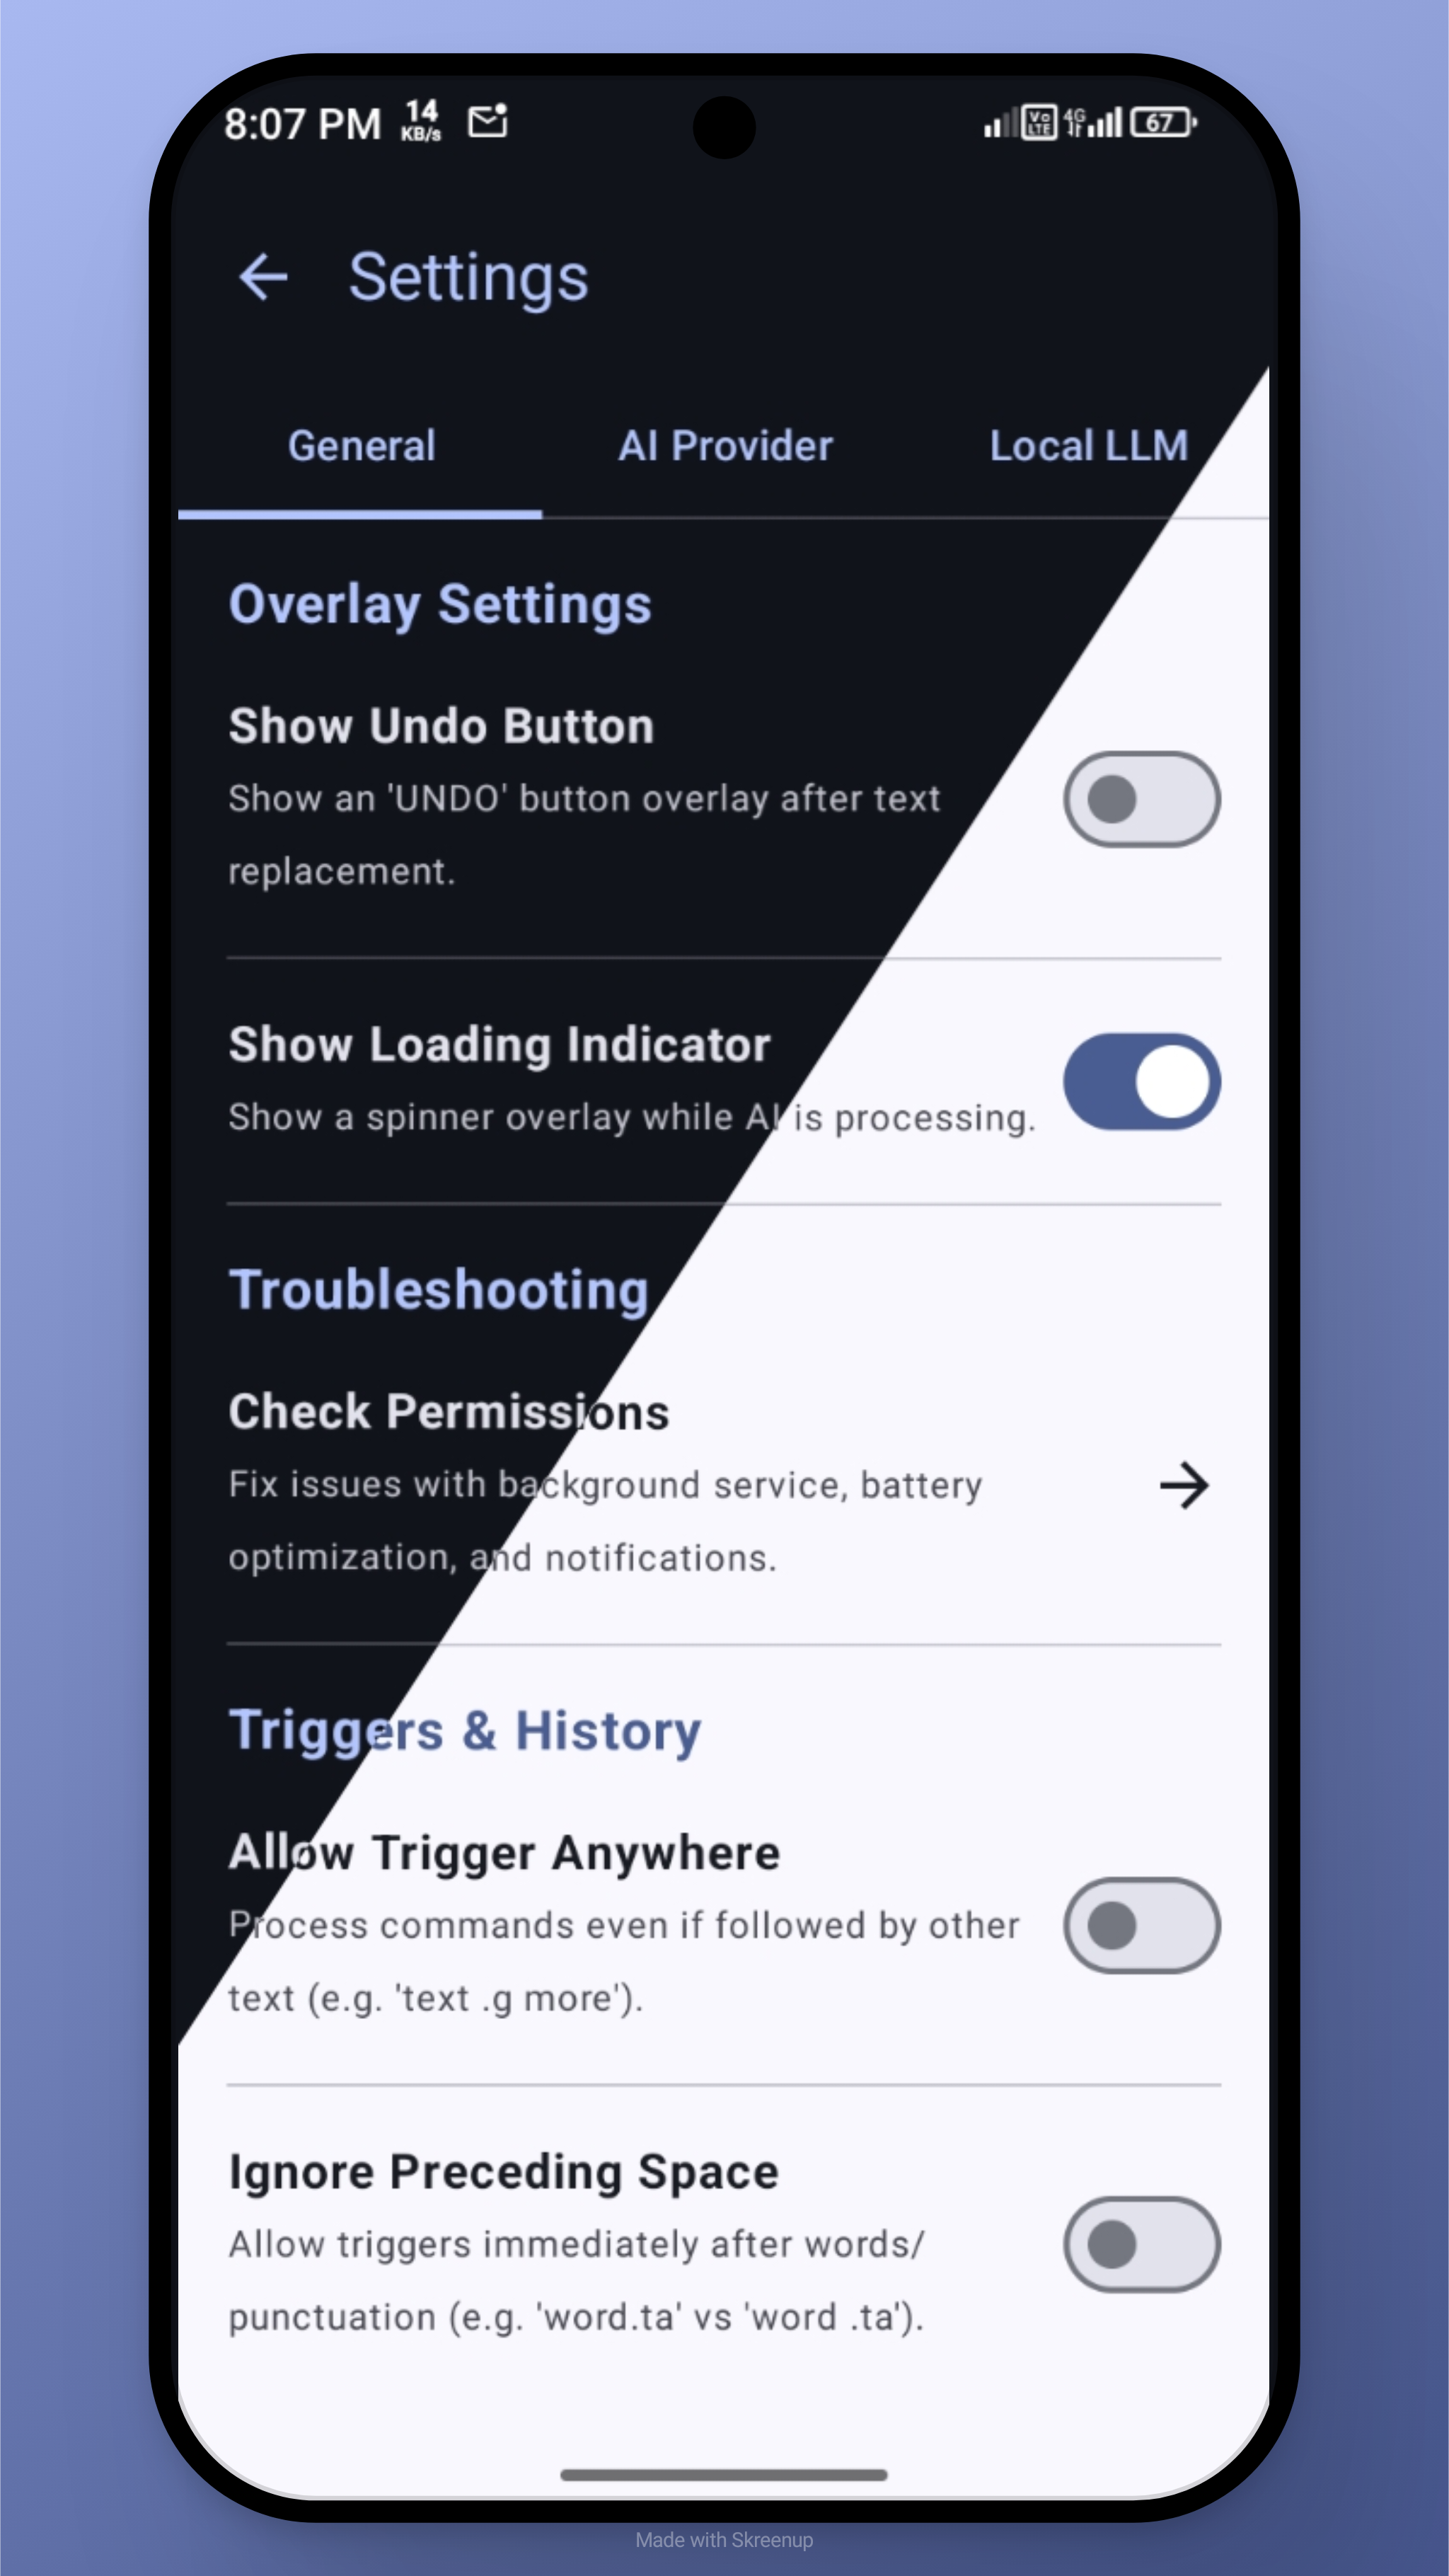 8:07 PM 14 KB/s Vo LTE 4G 67
Settings
General AI Provider Local LLM
Overlay Settings
Show Undo Button
Show an 'UNDO' button overlay after text
replacement.
Show Loading Indicator
Show a spinner overlay while AI is processing.
Troubleshooting
Check Permissions
Fix issues with background service, battery
optimization, and notifications.
Triggers & History
Allow Trigger Anywhere
Process commands even if followed by other
text (e.g. 'text .g more').
Ignore Preceding Space
Allow triggers immediately after words/
punctuation (e.g. 'word.ta' vs 'word .ta').
Made with Skreenup